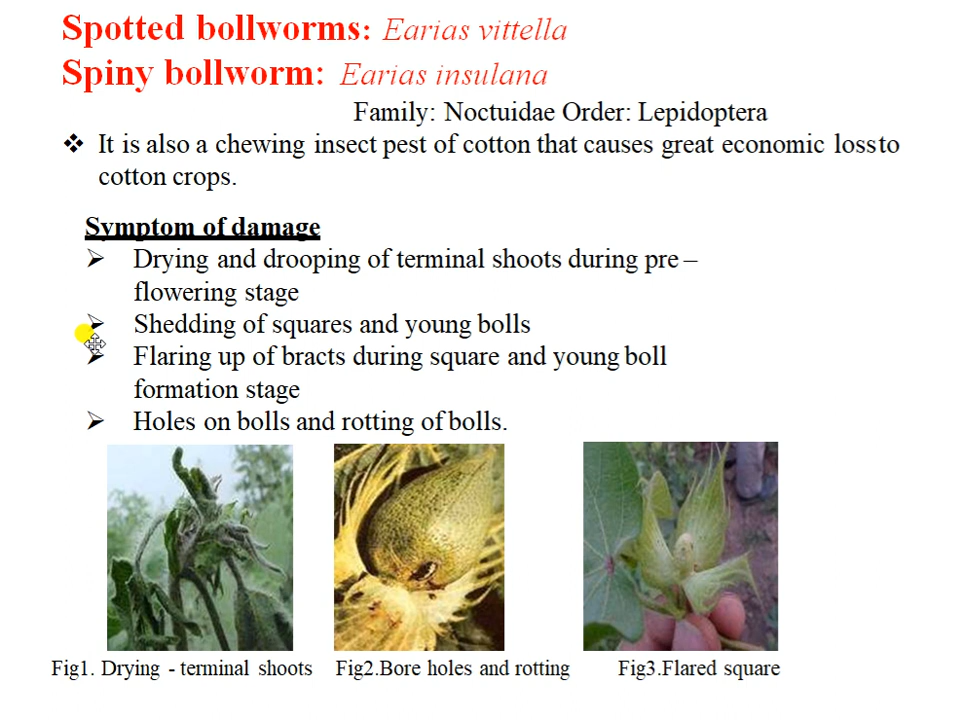 Spotted bollworms: Earias vittella
Spiny bollworm: Earias insulana
Family: Noctuidae Order: Lepidoptera
❖ It is also a chewing insect pest of cotton that causes great economic loss to
cotton crops.
Symptom of damage
➢ Drying and drooping of terminal shoots during pre –
flowering stage
➢ Shedding of squares and young bolls
➢ Flaring up of bracts during square and young boll
formation stage
➢ Holes on bolls and rotting of bolls.
Fig1. Drying - terminal shoots Fig2.Bore holes and rotting Fig3.Flared square